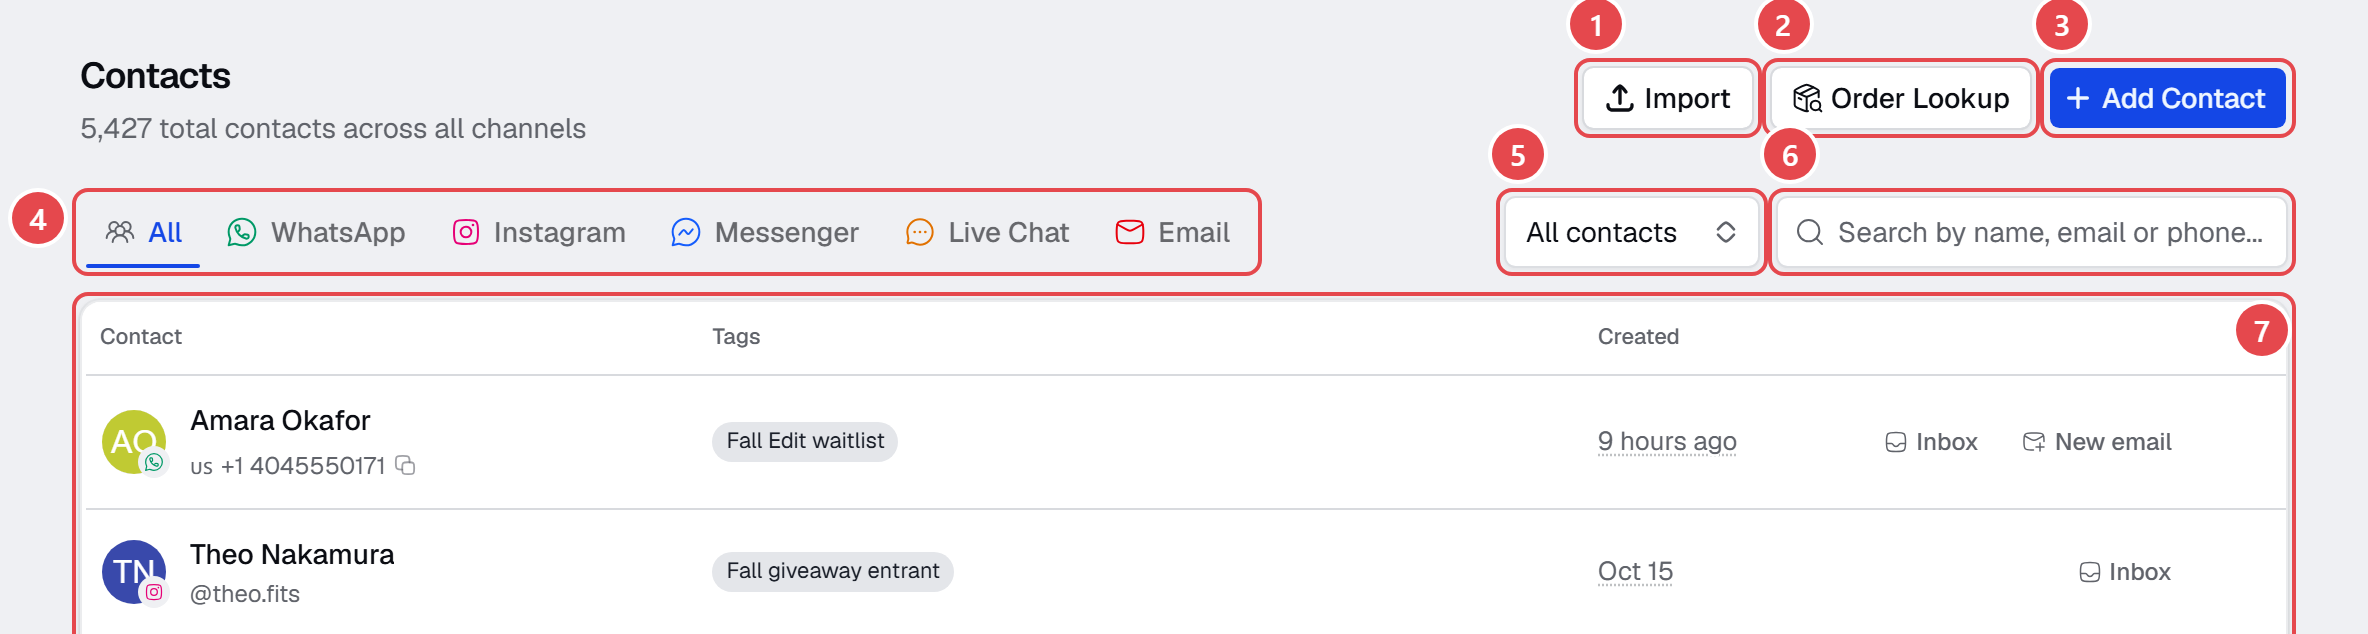 1 2 3
Contacts
Import Order Lookup + Add Contact
5,427 total contacts across all channels
5 6
4
All WhatsApp Instagram Messenger Live Chat Email All contacts Search by name, email or phone...
7
Contact Tags Created
AO Amara Okafor
us +1 4045550171
Fall Edit waitlist 9 hours ago Inbox New email
TN Theo Nakamura
@theo.fits
Fall giveaway entrant Oct 15 Inbox